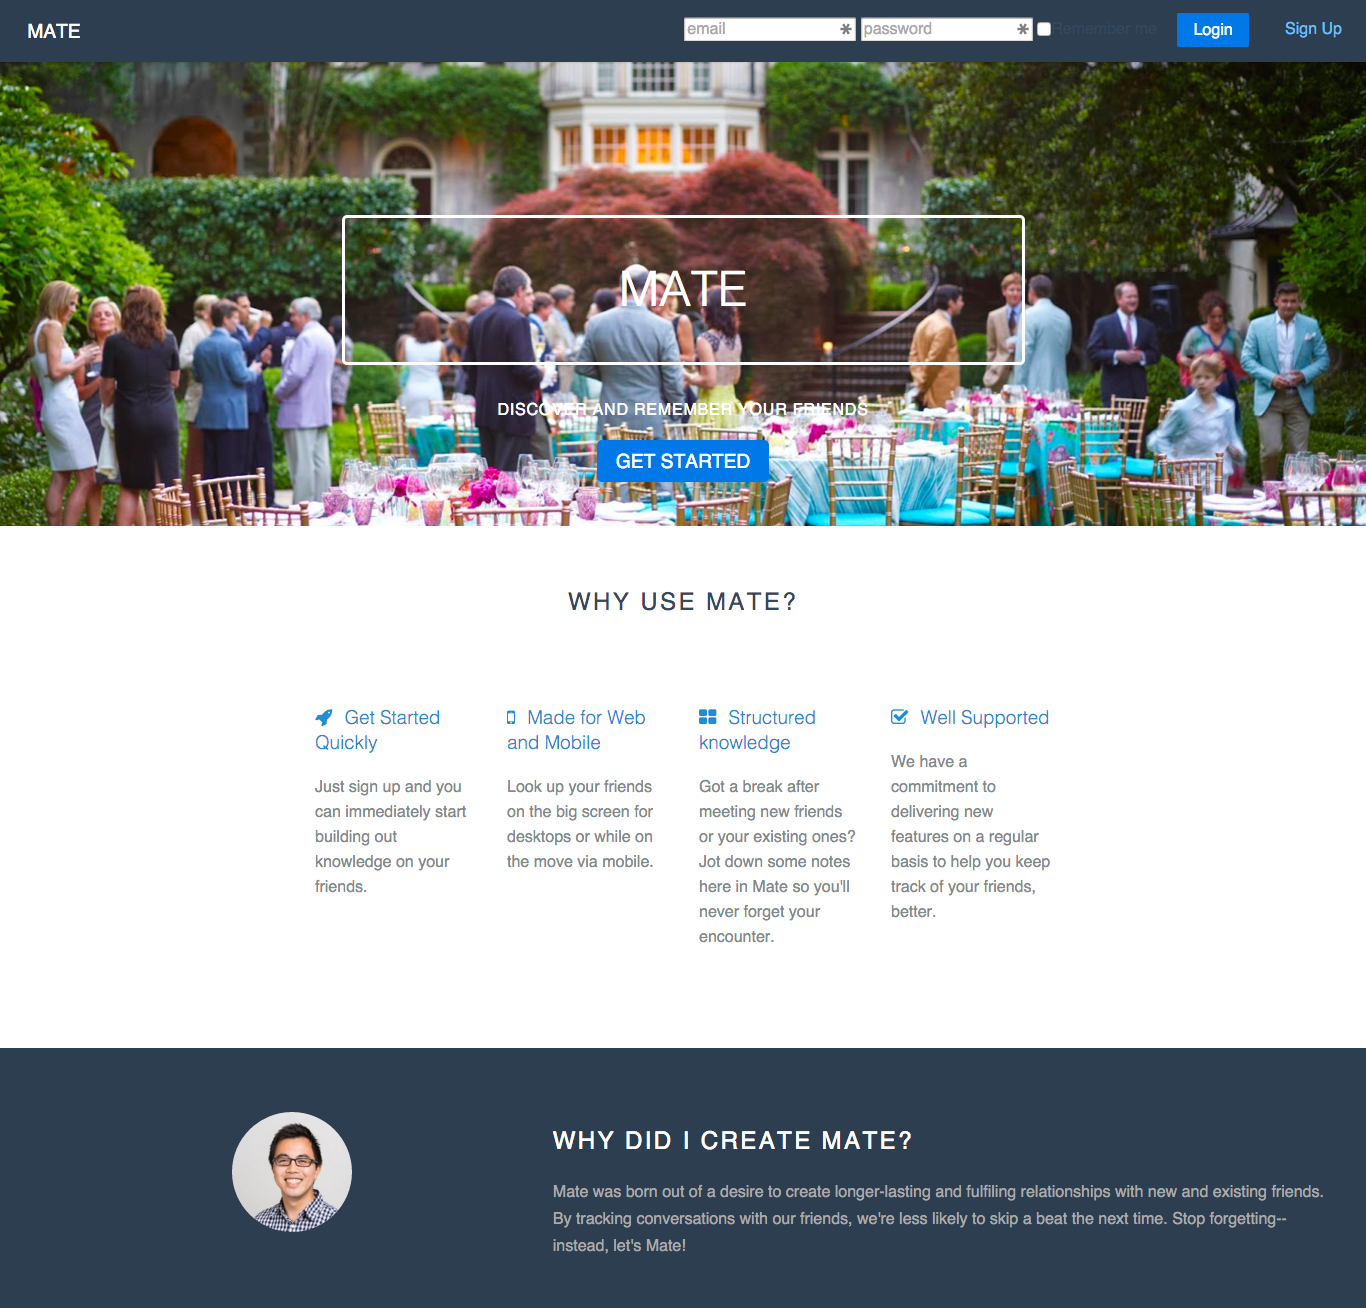 MATE
email
password
Remember me
Login
Sign Up
MATE
DISCOVER AND REMEMBER YOUR FRIENDS
GET STARTED
WHY USE MATE?
Get Started
Quickly
Just sign up and you
can immediately start
building out
knowledge on your
friends.
Made for Web
and Mobile
Look up your friends
on the big screen for
desktops or while on
the move via mobile.
Structured
knowledge
Got a break after
meeting new friends
or your existing ones?
Jot down some notes
here in Mate so you'll
never forget your
encounter.
Well Supported
We have a
commitment to
delivering new
features on a regular
basis to help you keep
track of your friends,
better.
WHY DID I CREATE MATE?
Mate was born out of a desire to create longer-lasting and fulfiling relationships with new and existing friends.
By tracking conversations with our friends, we're less likely to skip a beat the next time. Stop forgetting--
instead, let's Mate!